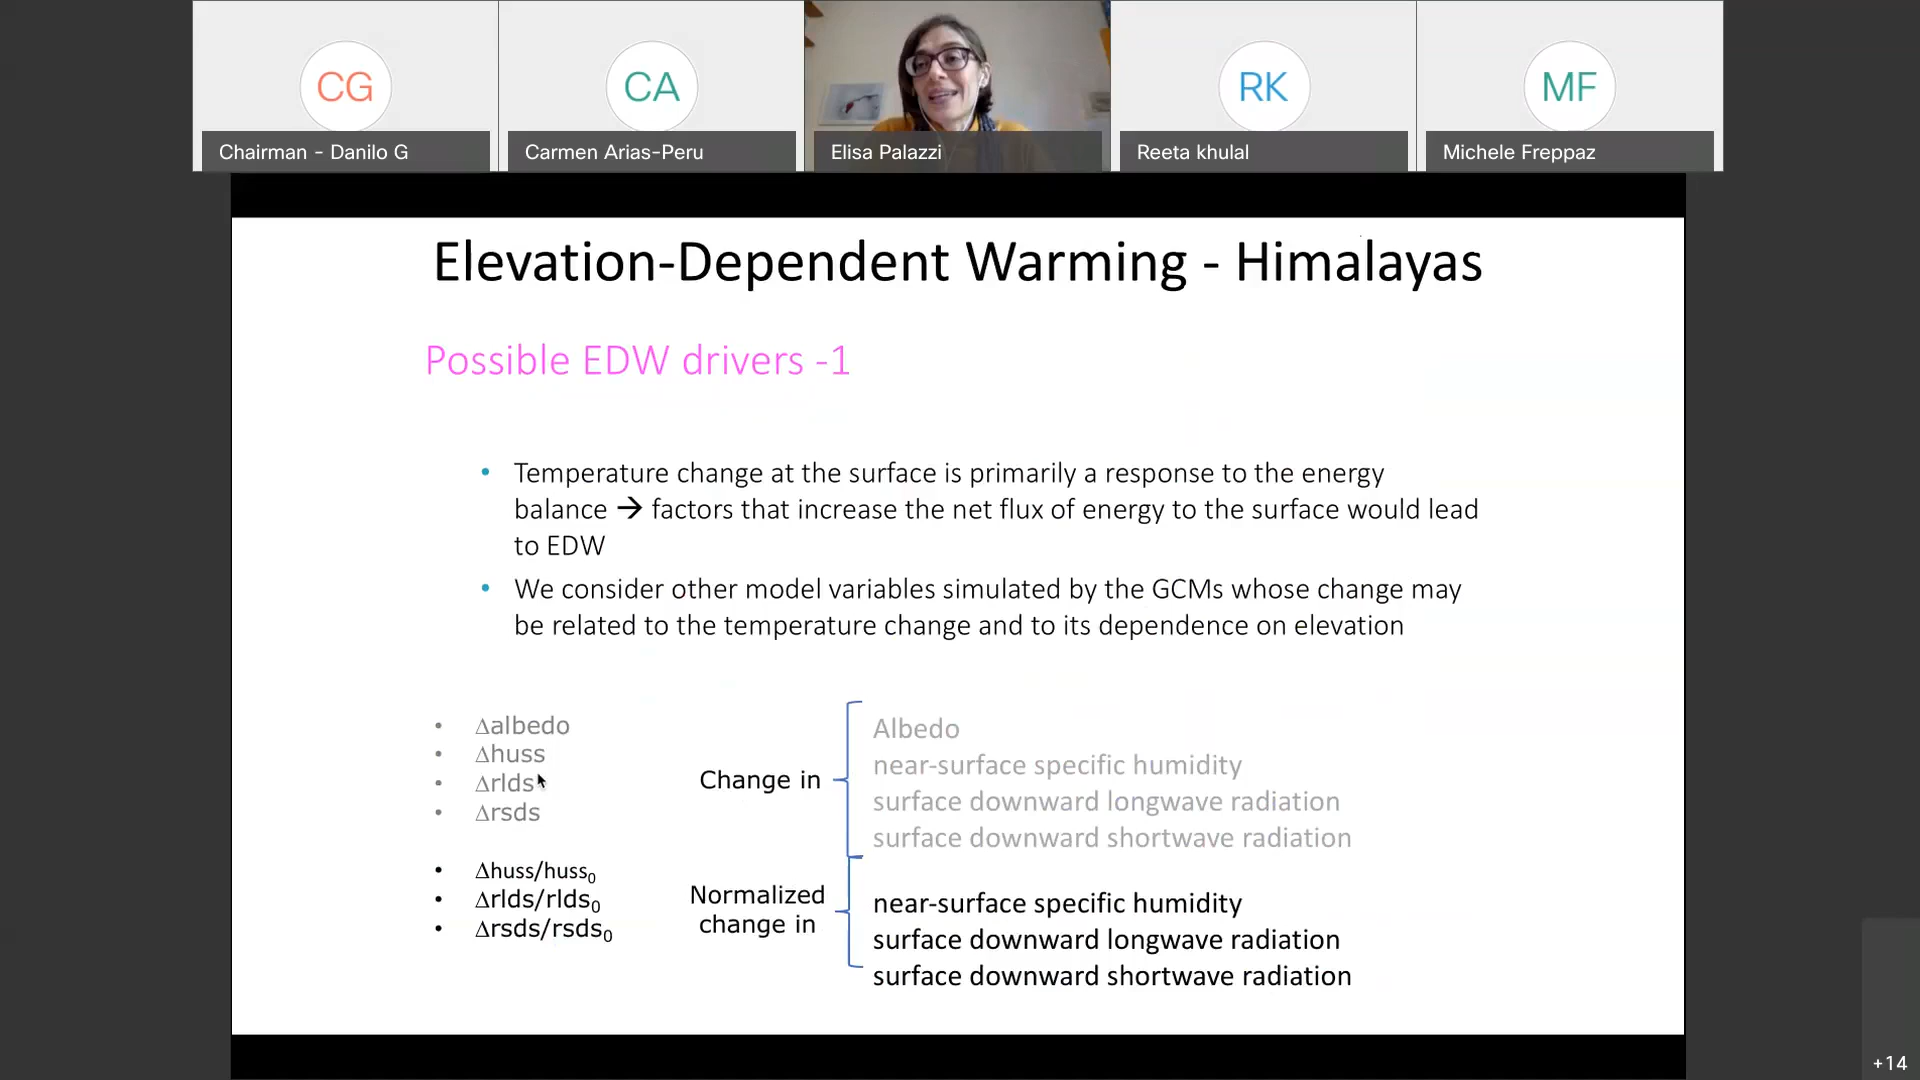 CG
CA
RK
MF
Chairman - Danilo G
Carmen Arias-Peru
Elisa Palazzi
Reeta khulal
Michele Freppaz
Elevation-Dependent Warming - Himalayas
Possible EDW drivers -1
• Temperature change at the surface is primarily a response to the energy
balance → factors that increase the net flux of energy to the surface would lead
to EDW
• We consider other model variables simulated by the GCMs whose change may
be related to the temperature change and to its dependence on elevation
• Δalbedo
• Δhuss
• Δrlds
• Δrsds
Change in
Albedo
near-surface specific humidity
surface downward longwave radiation
surface downward shortwave radiation
• Δhuss/huss₀
• Δrlds/rlds₀
• Δrsds/rsds₀
Normalized
change in
near-surface specific humidity
surface downward longwave radiation
surface downward shortwave radiation
+14